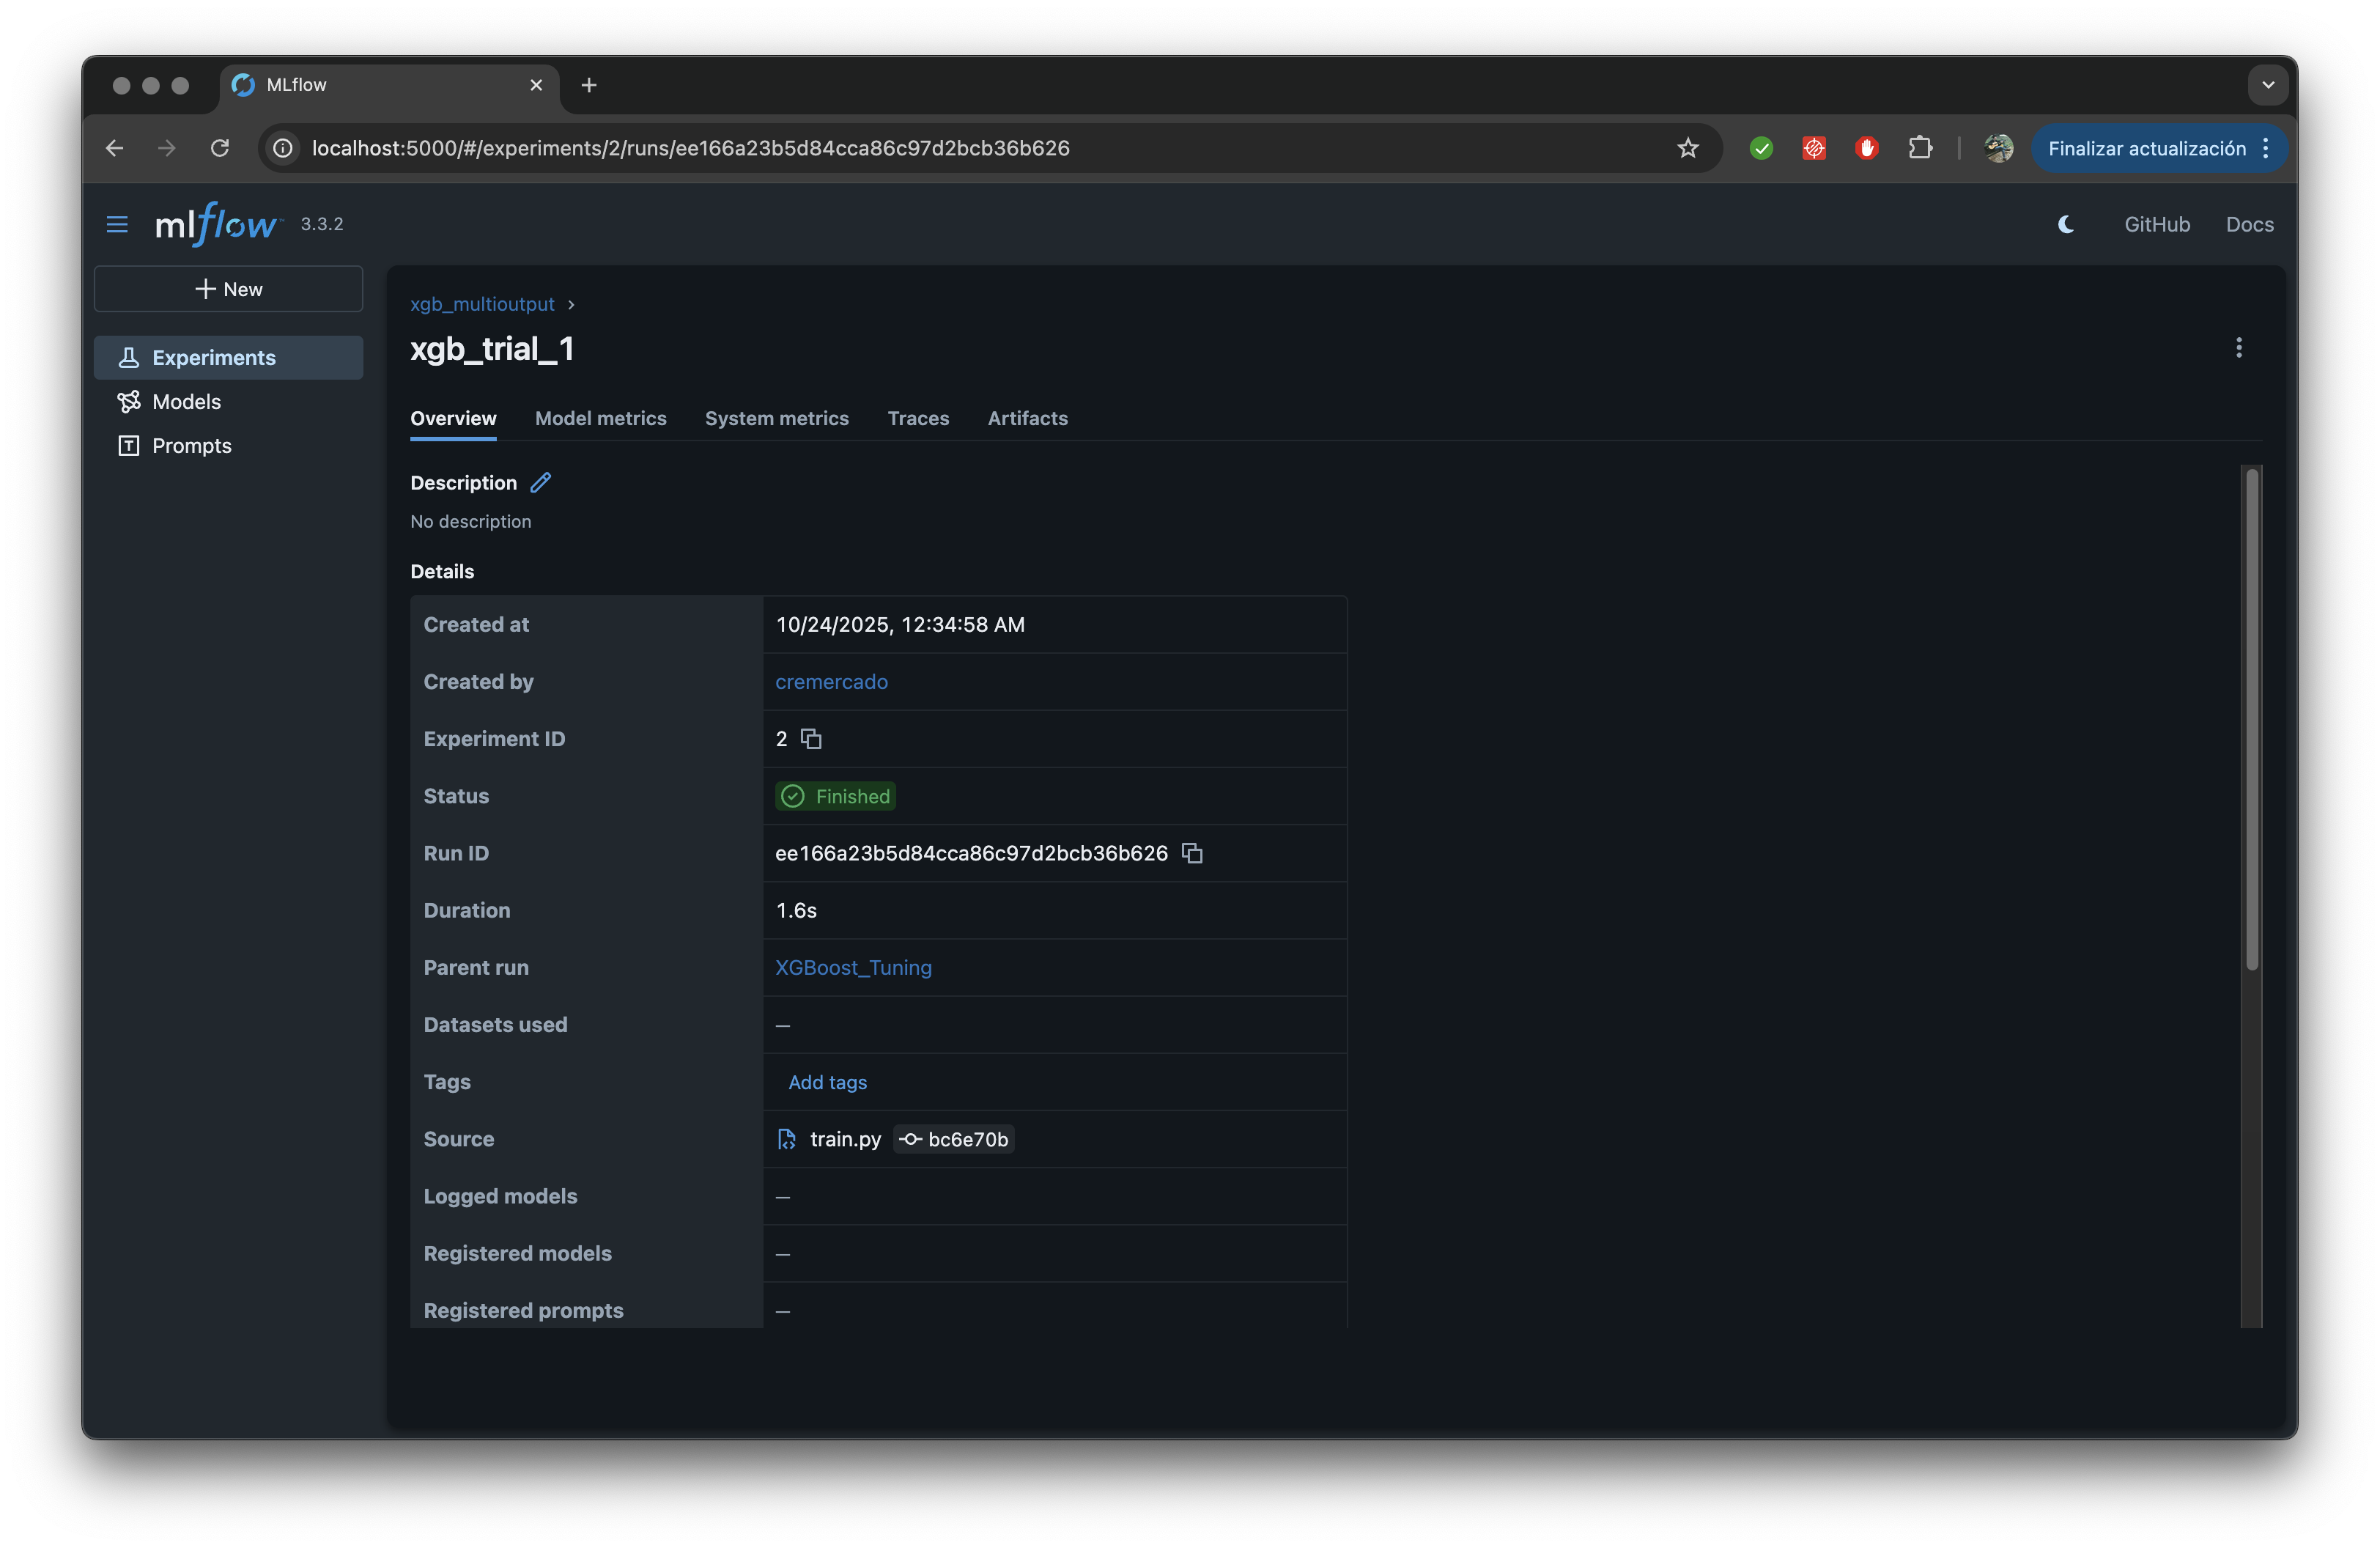 MLflow
localhost:5000/#/experiments/2/runs/ee166a23b5d84cca86c97d2bcb36b626
Finalizar actualización
mlflow 3.3.2
GitHub Docs
+ New
Experiments
Models
Prompts
xgb_multioutput >
xgb_trial_1
Overview Model metrics System metrics Traces Artifacts
Description
No description
Details
Created at 10/24/2025, 12:34:58 AM
Created by cremercado
Experiment ID 2
Status Finished
Run ID ee166a23b5d84cca86c97d2bcb36b626
Duration 1.6s
Parent run XGBoost_Tuning
Datasets used —
Tags Add tags
Source train.py bc6e70b
Logged models —
Registered models —
Registered prompts —